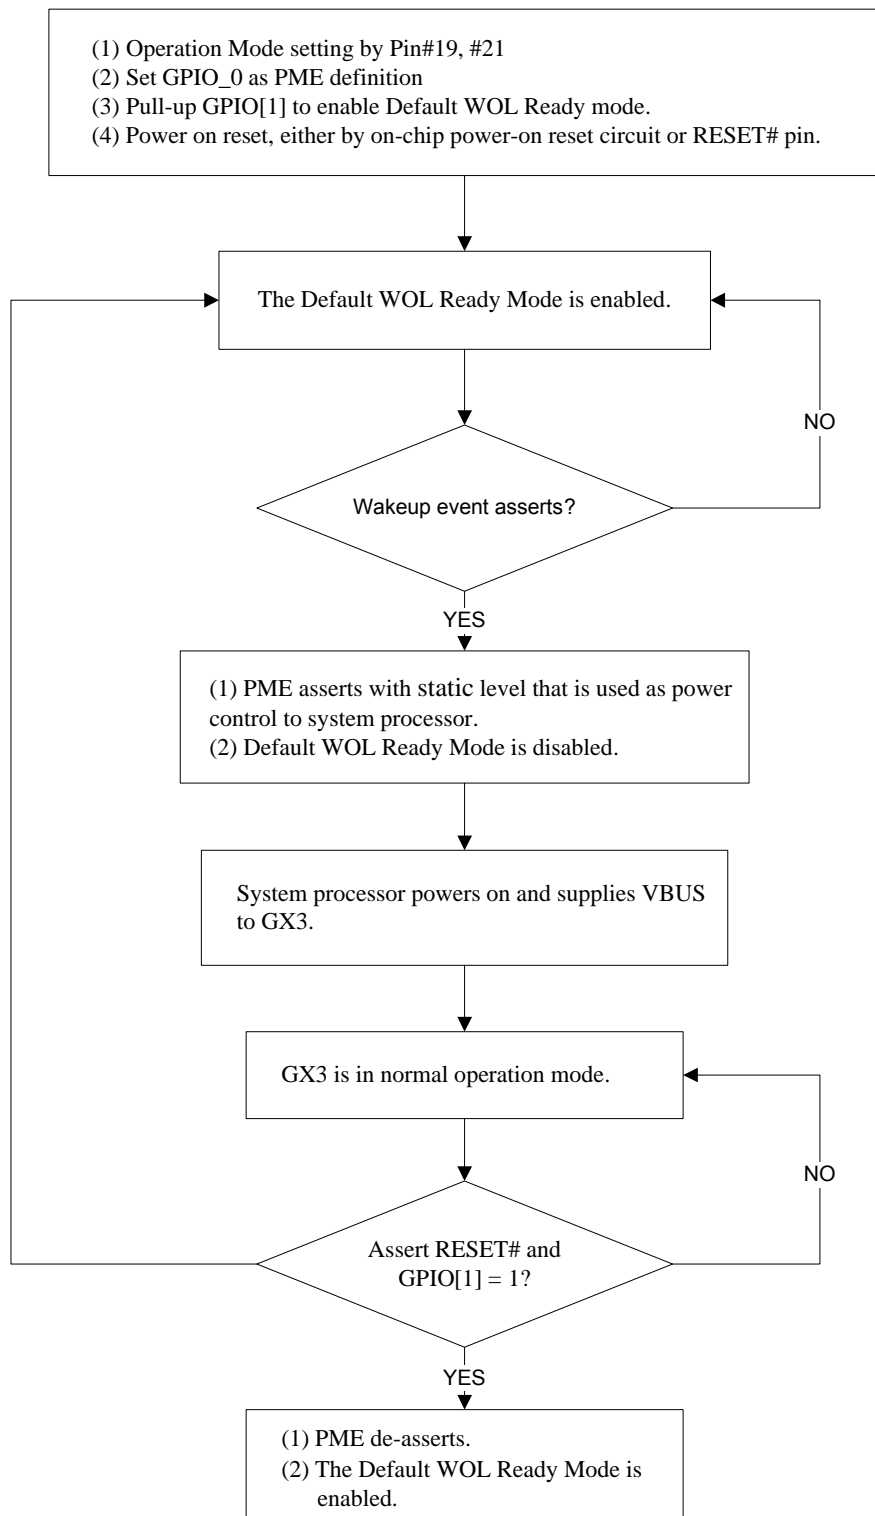 (1) Operation Mode setting by Pin#19, #21
(2) Set GPIO_0 as PME definition
(3) Pull-up GPIO[1] to enable Default WOL Ready mode.
(4) Power on reset, either by on-chip power-on reset circuit or RESET# pin.
The Default WOL Ready Mode is enabled.
NO
Wakeup event asserts?
YES
(1) PME asserts with static level that is used as power
control to system processor.
(2) Default WOL Ready Mode is disabled.
System processor powers on and supplies VBUS
to GX3.
GX3 is in normal operation mode.
NO
Assert RESET# and
GPIO[1] = 1?
YES
(1) PME de-asserts.
(2) The Default WOL Ready Mode is
enabled.